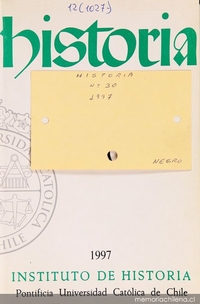 12(1027-)
historia
HISTORIA
Nº 30
1997
NEGRO
CHILE
1997
INSTITUTO DE HISTORIA
Pontificia Universidad Católica de Chile
memoriachilena.cl